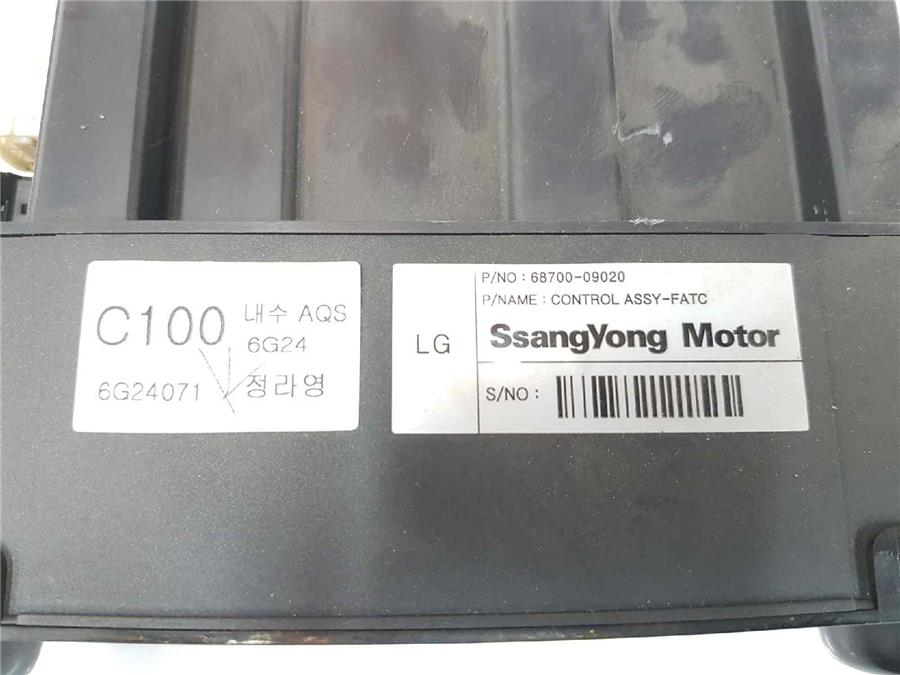 C100 내수 AQS
6G24
6G24071 정라영
LG
P/NO : 68700-09020
P/NAME : CONTROL ASSY-FATC
SsangYong Motor
S/NO :